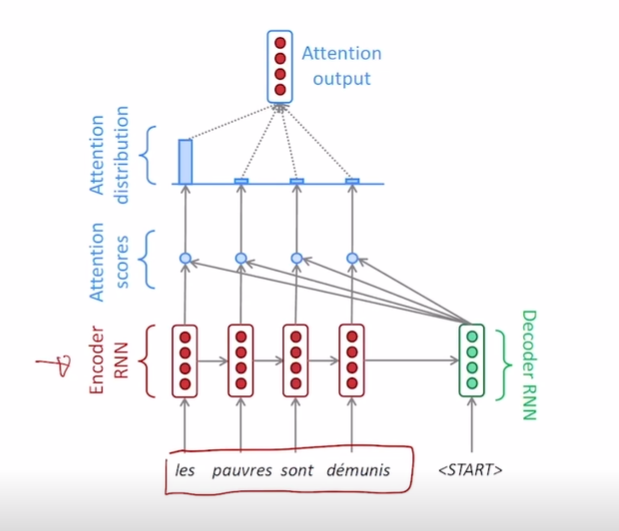 Attention
output
Attention
distribution
Attention
scores
Encoder
RNN
Decoder RNN
les pauvres sont démunis <START>